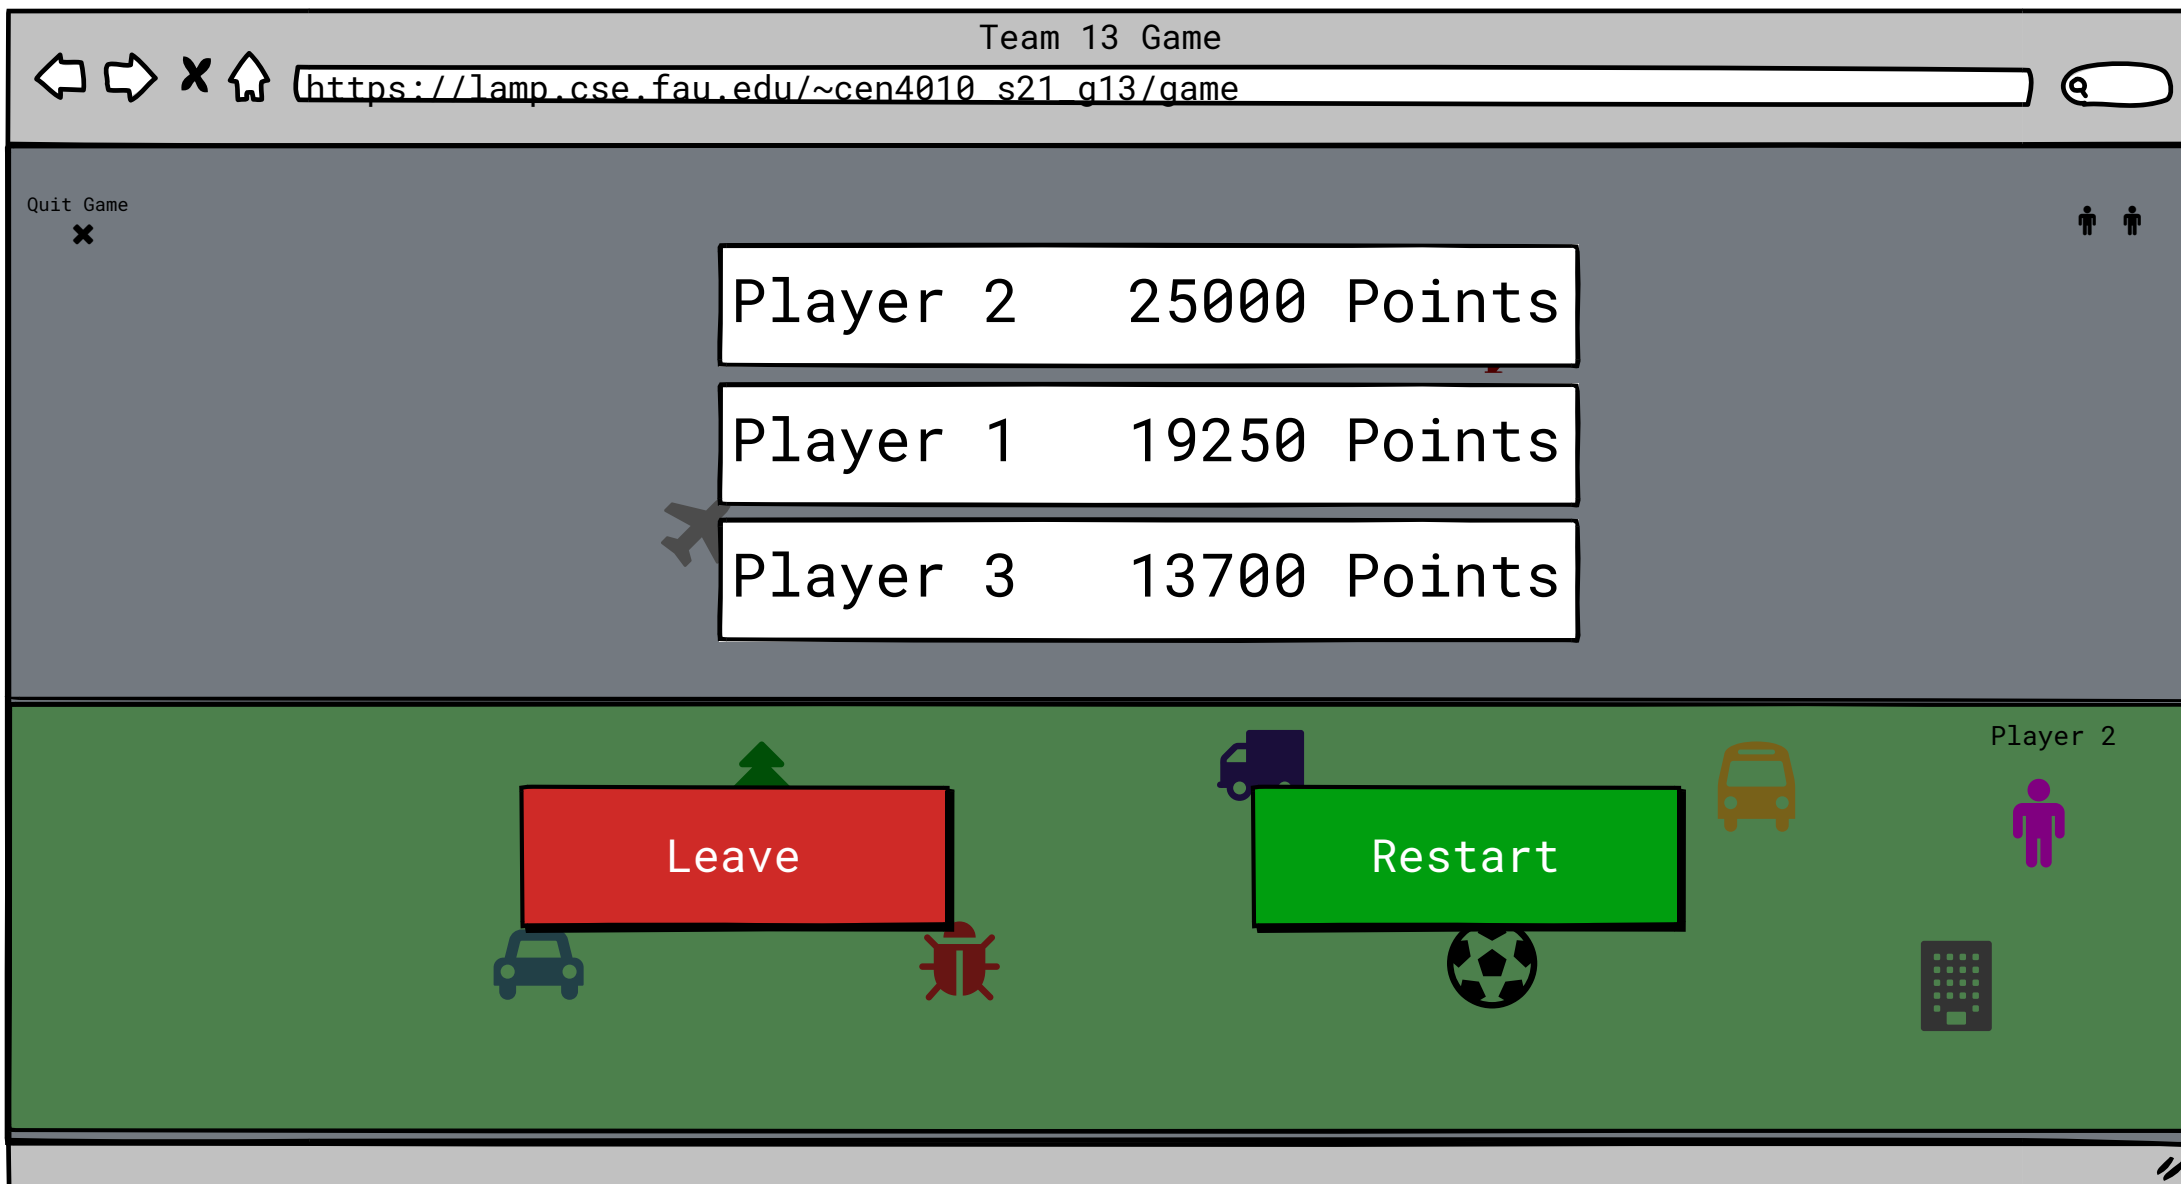 Team 13 Game
https://lamp.cse.fau.edu/~cen4010_s21_g13/game
Quit Game
Player 2 25000 Points
Player 1 19250 Points
Player 3 13700 Points
Player 2
Leave
Restart